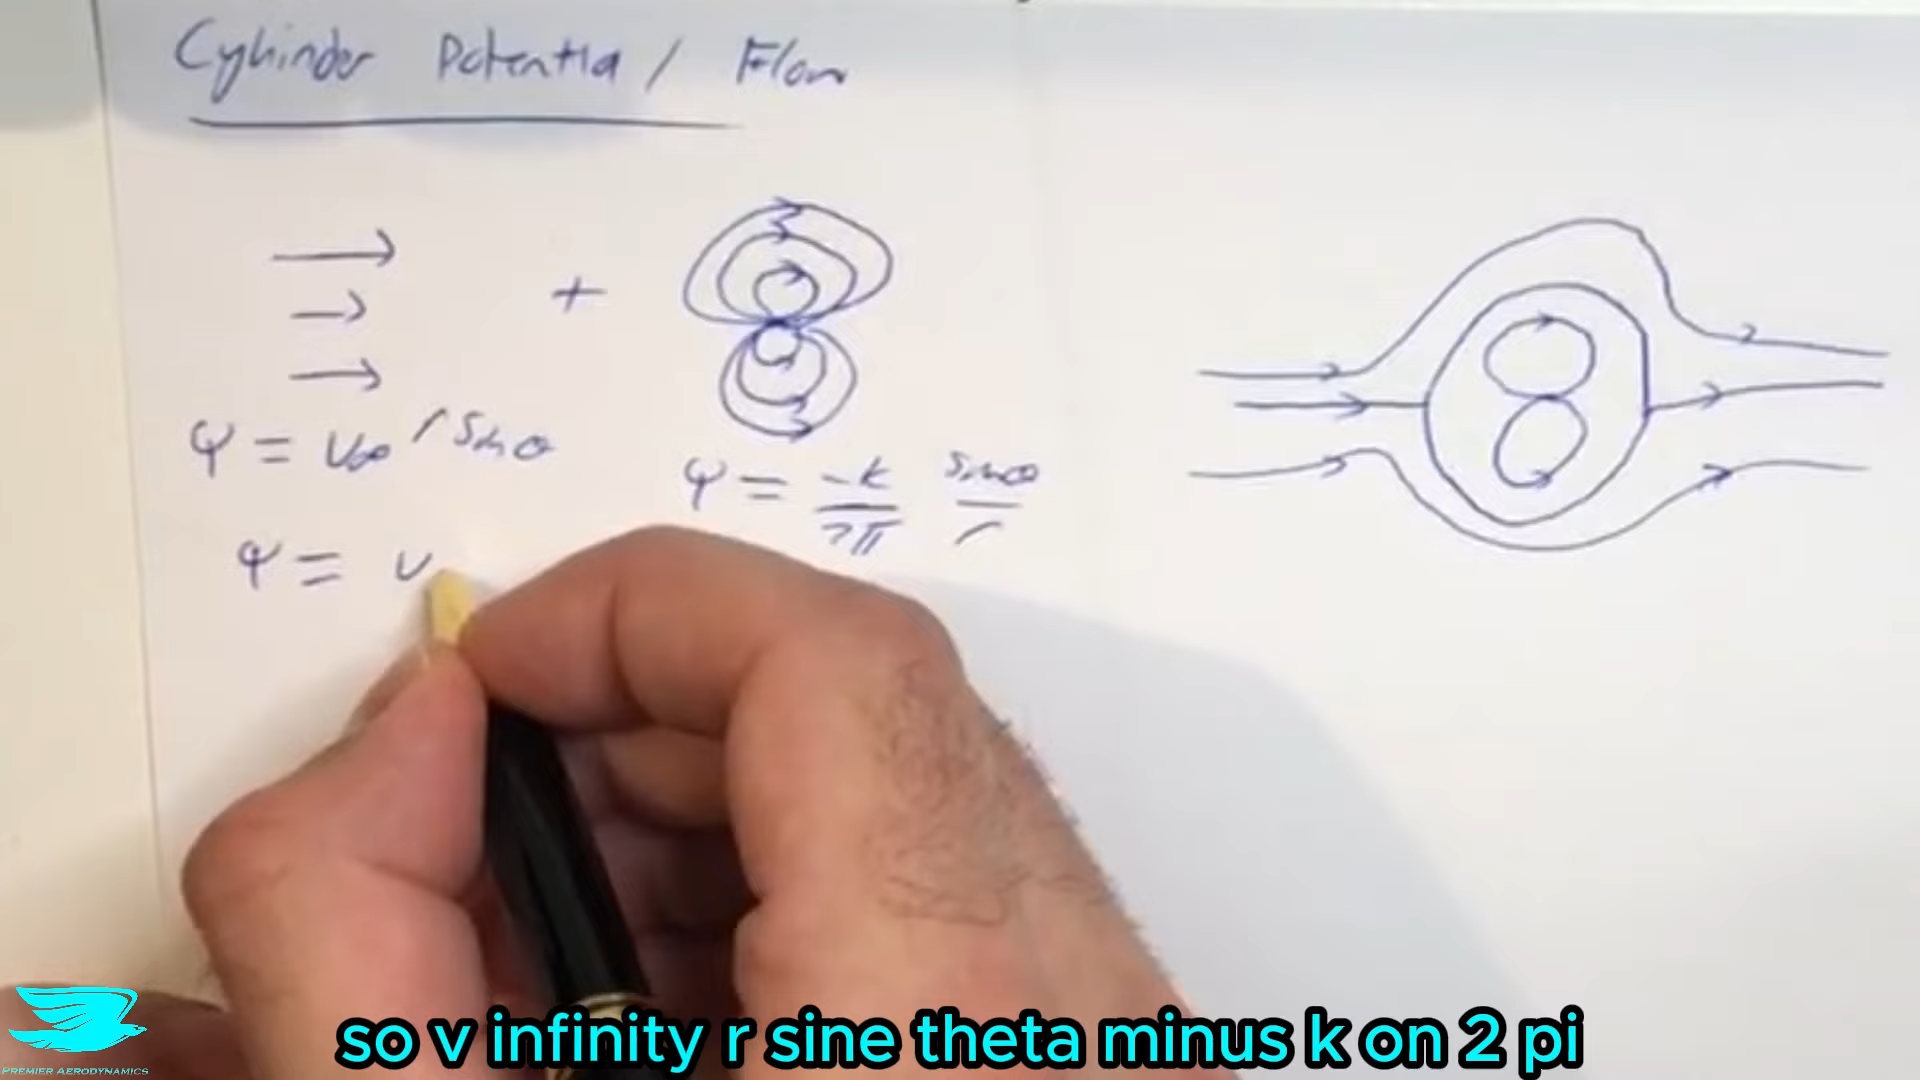 Cylinder Potential Flow
+
ψ = V∞ r sinθ
ψ = -k/2π sinθ/r
ψ = V
so v infinity r sine theta minus k on 2 pi
PREMIER AERODYNAMICS